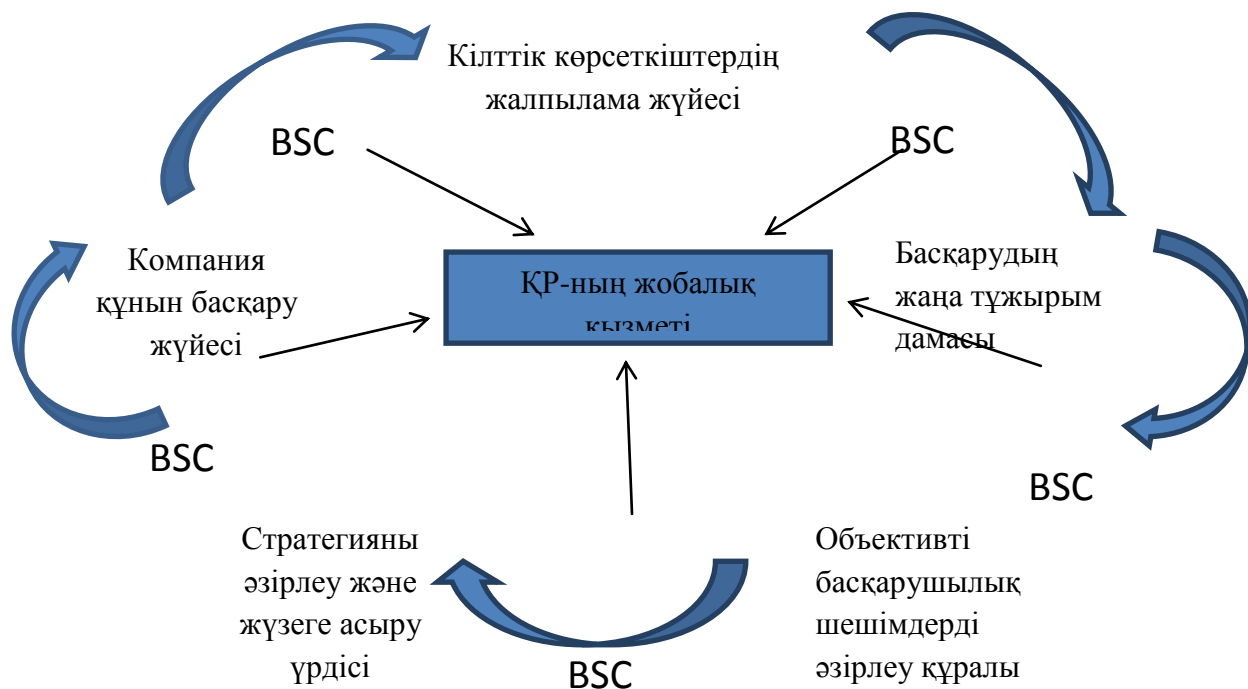 Кілттік көрсеткіштердің
жалпылама жүйесі
BSC
BSC
Компания
құнын басқару
жүйесі
ҚР-ның жобалық
қызметі
Басқарудың
жаңа тұжырым
дамасы
BSC
BSC
Стратегияны
әзірлеу және
жүзеге асыру
үрдісі
BSC
Объективті
басқарушылық
шешімдерді
әзірлеу құралы